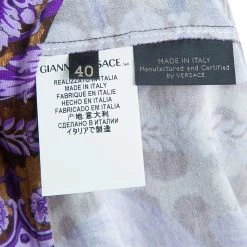 40
GIANNI VERSACE
REALIZZATO IN ITALIA
MADE IN ITALY
FABRIQUE EN ITALIE
HECHO EN ITALIA
产地:意大利
СДЕЛАНО В ИТАЛИИ
イタリアで製造
MADE IN ITALY
Manufactured and Certified
by VERSACE